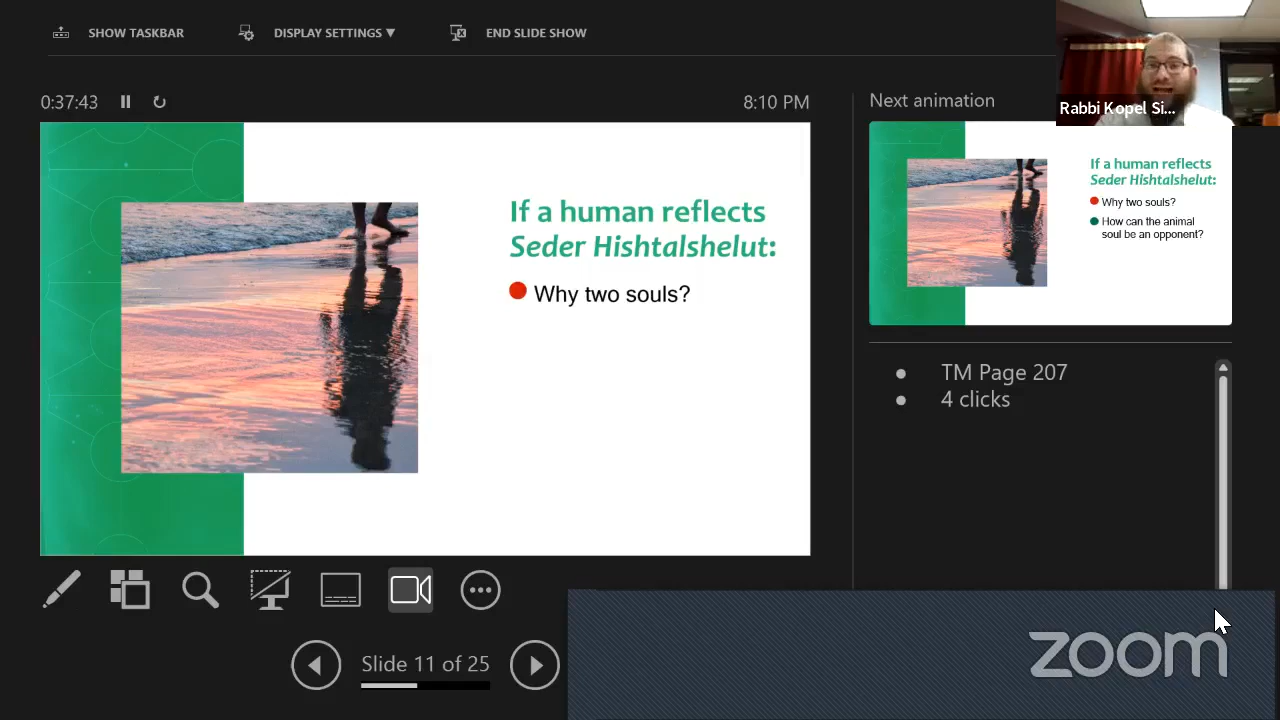 SHOW TASKBAR
DISPLAY SETTINGS ▼
END SLIDE SHOW
0:37:43
8:10 PM
Next animation
Rabbi Kopel Si...
If a human reflects
Seder Hishtalshelut:
Why two souls?
If a human reflects
Seder Hishtalshelut:
Why two souls?
How can the animal
soul be an opponent?
TM Page 207
4 clicks
Slide 11 of 25
zoom